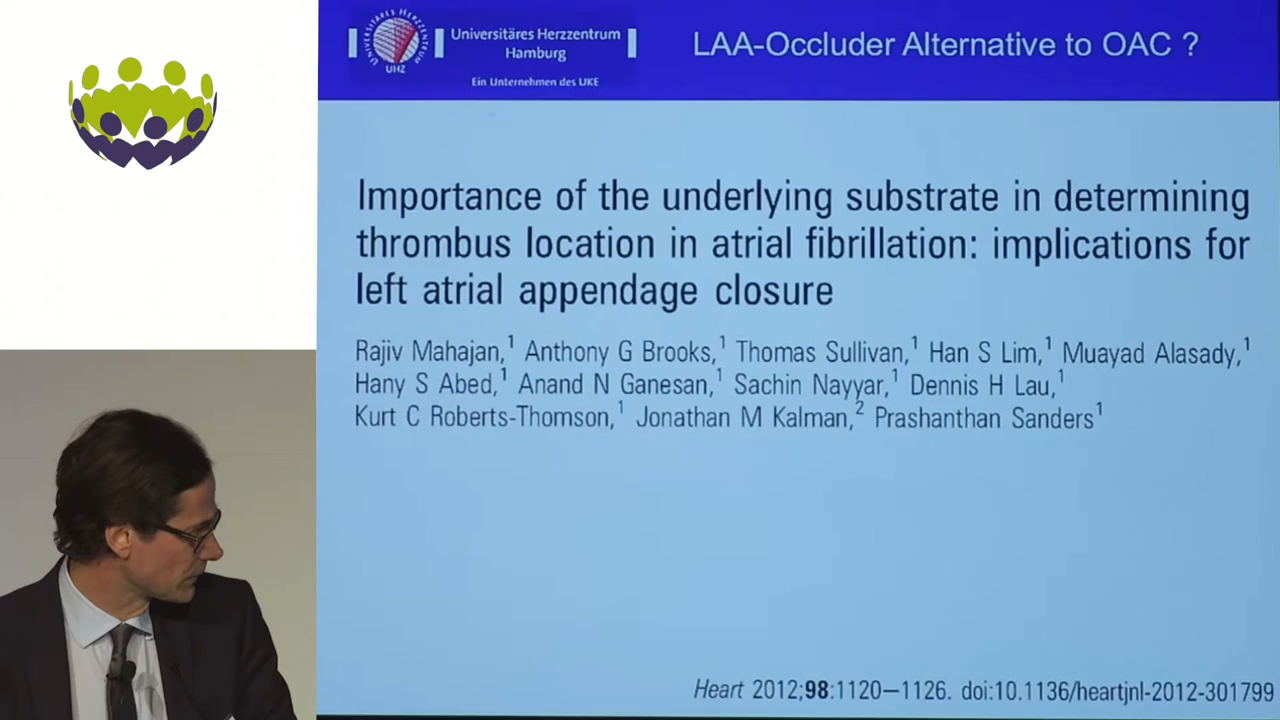 UNIVERSITÄRES HERZZENTRUM
UHZ
Universitäres Herzzentrum
Hamburg
Ein Unternehmen des UKE
LAA-Occluder Alternative to OAC ?
Importance of the underlying substrate in determining
thrombus location in atrial fibrillation: implications for
left atrial appendage closure
Rajiv Mahajan,1 Anthony G Brooks,1 Thomas Sullivan,1 Han S Lim,1 Muayad Alasady,1
Hany S Abed,1 Anand N Ganesan,1 Sachin Nayyar,1 Dennis H Lau,1
Kurt C Roberts-Thomson,1 Jonathan M Kalman,2 Prashanthan Sanders1
Heart 2012;98:1120–1126. doi:10.1136/heartjnl-2012-301799